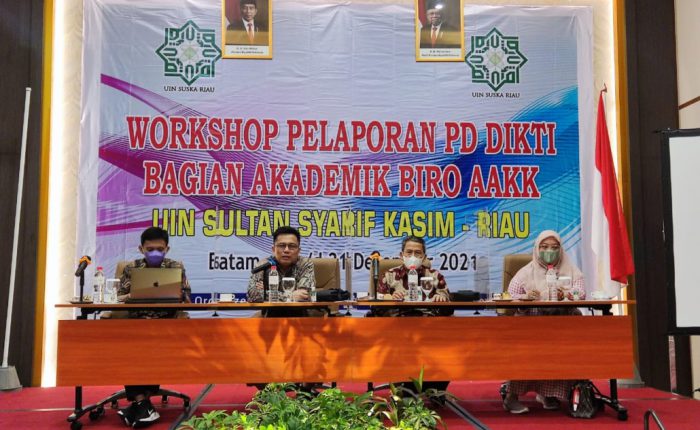 UIN SUSKA RIAU
UIN SUSKA RIAU
WORKSHOP PELAPORAN PD DIKTI
BAGIAN AKADEMIK BIRO AAKK
UIN SULTAN SYARIF KASIM - RIAU
2021